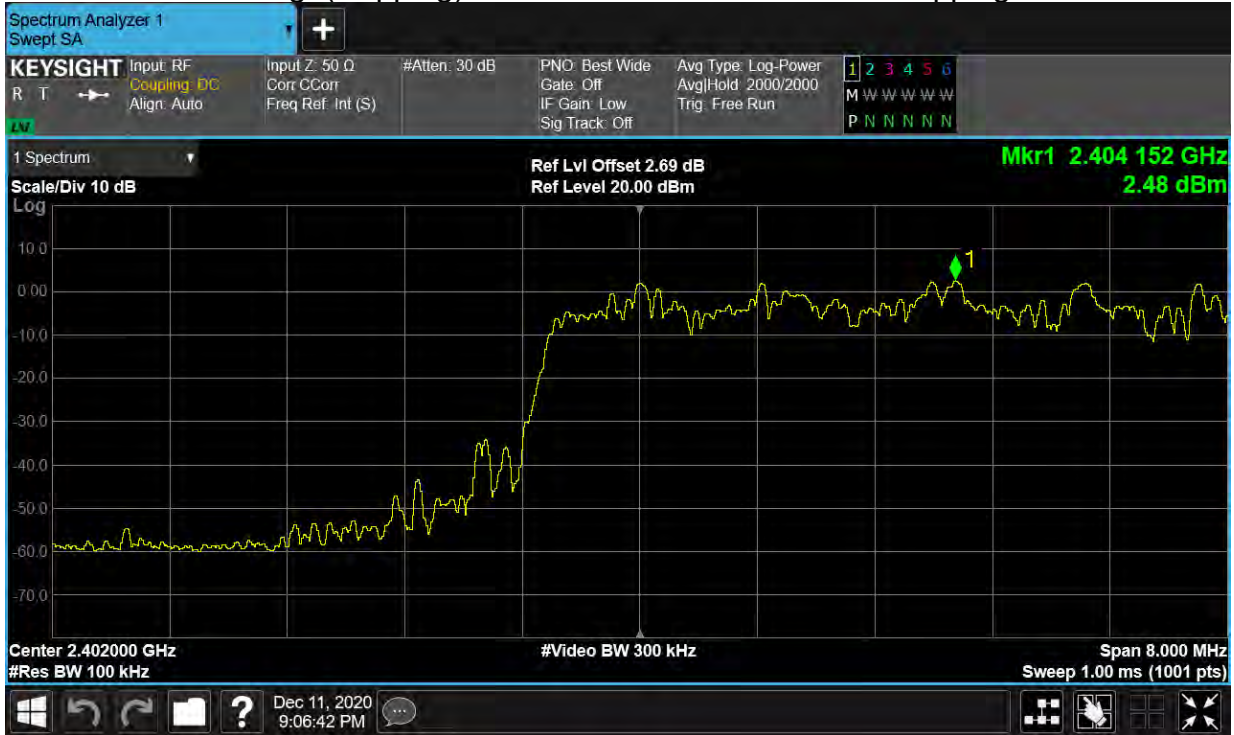 Spectrum Analyzer 1
Swept SA
+
KEYSIGHT
R T
LXI
Input: RF
Coupling: DC
Align: Auto
Input Z: 50 Ω
Corr CCorr
Freq Ref: Int (S)
#Atten: 30 dB
PNO: Best Wide
Gate: Off
IF Gain: Low
Sig Track: Off
Avg Type: Log-Power
Avg|Hold: 2000/2000
Trig: Free Run
1 2 3 4 5 6
M W W W W W
P N N N N N
1 Spectrum
Scale/Div 10 dB
Log
Ref Lvl Offset 2.69 dB
Ref Level 20.00 dBm
Mkr1 2.404 152 GHz
2.48 dBm
10.0
0.00
-10.0
-20.0
-30.0
-40.0
-50.0
-60.0
-70.0
1
Center 2.402000 GHz
#Res BW 100 kHz
#Video BW 300 kHz
Span 8.000 MHz
Sweep 1.00 ms (1001 pts)
?
Dec 11, 2020
9:06:42 PM